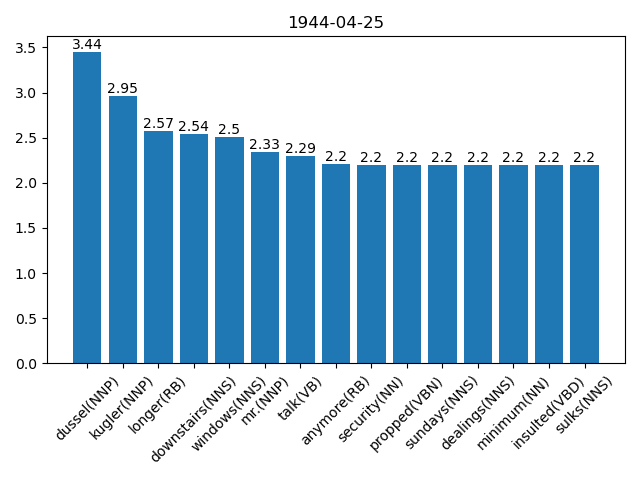 1944-04-25
3.5
3.0
2.5
2.0
1.5
1.0
0.5
0.0
3.44
2.95
2.57
2.54
2.5
2.33
2.29
2.2
2.2
2.2
2.2
2.2
2.2
2.2
2.2
dussel(NNP)
kugler(NNP)
longer(RB)
downstairs(NNS)
windows(NNS)
mr.(NNP)
talk(VB)
anymore(RB)
security(NN)
propped(VBN)
sundays(NNS)
dealings(NNS)
minimum(NN)
insulted(VBD)
sulks(NNS)